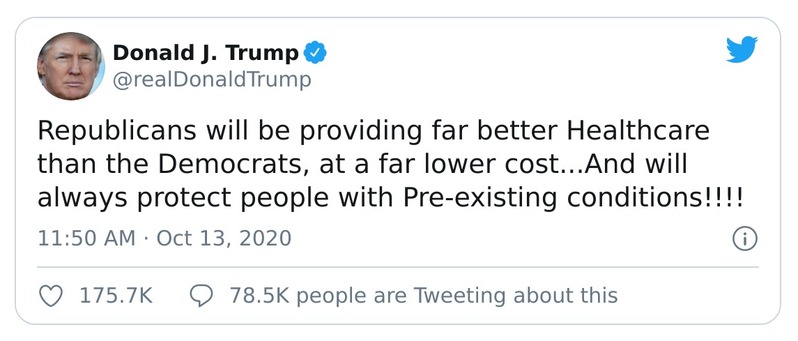 Donald J. Trump
@realDonaldTrump
Republicans will be providing far better Healthcare
than the Democrats, at a far lower cost...And will
always protect people with Pre-existing conditions!!!!
11:50 AM · Oct 13, 2020
175.7K 78.5K people are Tweeting about this